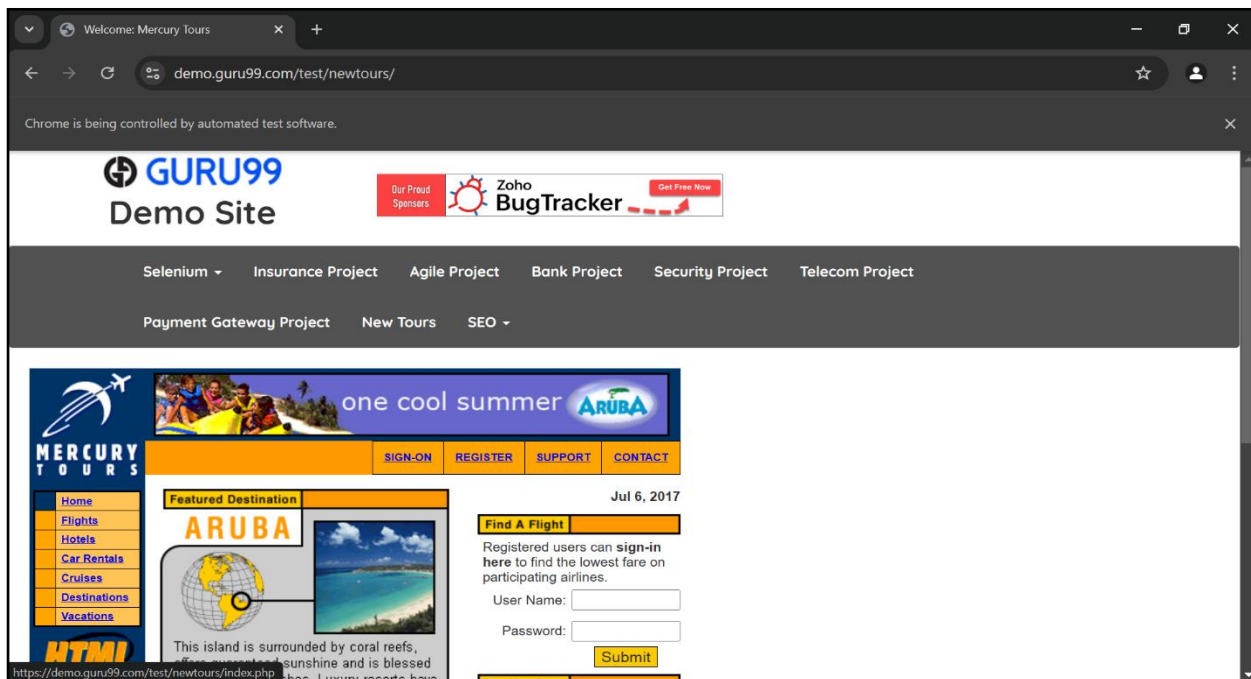 Welcome: Mercury Tours
demo.guru99.com/test/newtours/
Chrome is being controlled by automated test software.
GURU99
Demo Site
Our Proud
Sponsors
Zoho
BugTracker
Get Free Now
Selenium
Insurance Project
Agile Project
Bank Project
Security Project
Telecom Project
Payment Gateway Project
New Tours
SEO
one cool summer
ARUBA
MERCURY
TOURS
SIGN-ON
REGISTER
SUPPORT
CONTACT
Home
Flights
Hotels
Car Rentals
Cruises
Destinations
Vacations
HTML
Featured Destination
ARUBA
This island is surrounded by coral reefs,
sunshine and is blessed
Jul 6, 2017
Find A Flight
Registered users can sign-in
here to find the lowest fare on
participating airlines.
User Name:
Password:
Submit
https://demo.guru99.com/test/newtours/index.php